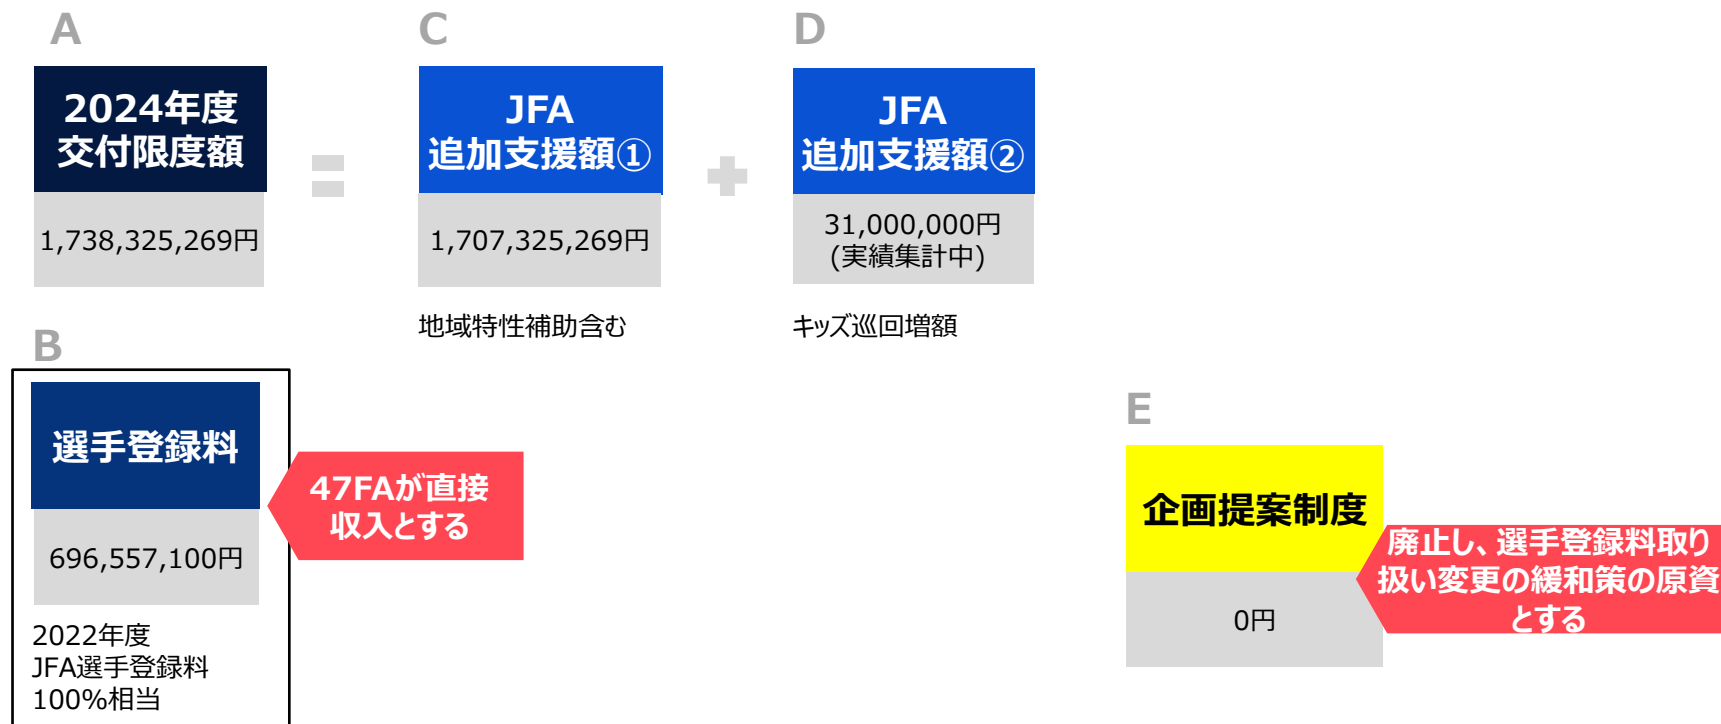 A
2024年度
交付限度額
1,738,325,269円
=
C
JFA
追加支援額①
1,707,325,269円
地域特性補助含む
+
D
JFA
追加支援額②
31,000,000円
(実績集計中)
キッズ巡回増額
B
選手登録料
696,557,100円
2022年度
JFA選手登録料
100%相当
47FAが直接
収入とする
E
企画提案制度
0円
廃止し、選手登録料取り
扱い変更の緩和策の原資
とする